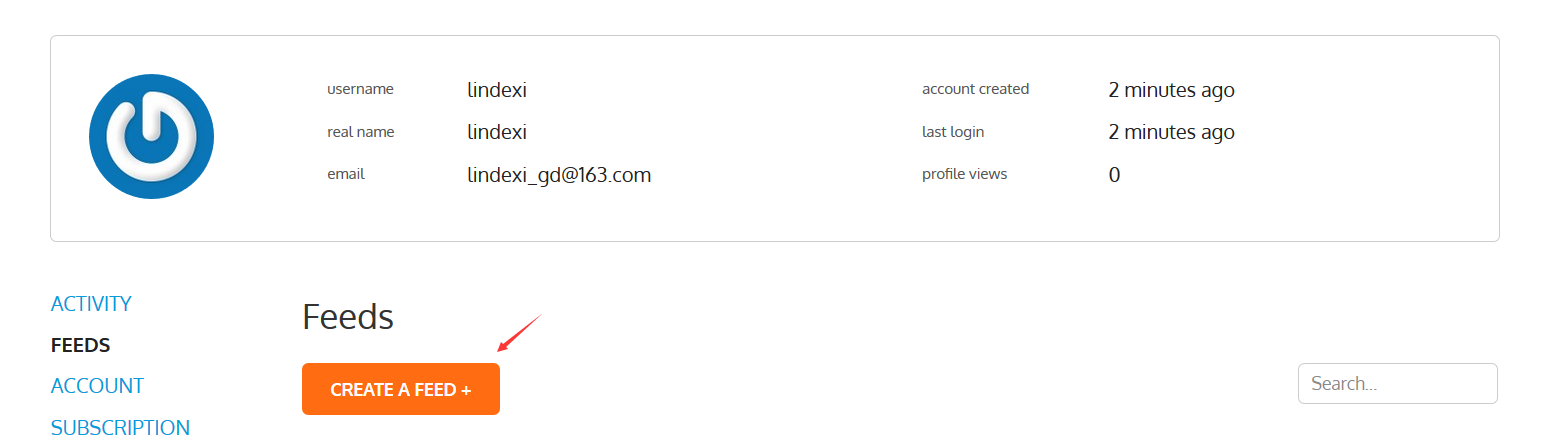 username lindexi account created 2 minutes ago
real name lindexi last login 2 minutes ago
email lindexi_gd@163.com profile views 0
ACTIVITY
Feeds
FEEDS
CREATE A FEED +
Search...
ACCOUNT
SUBSCRIPTION